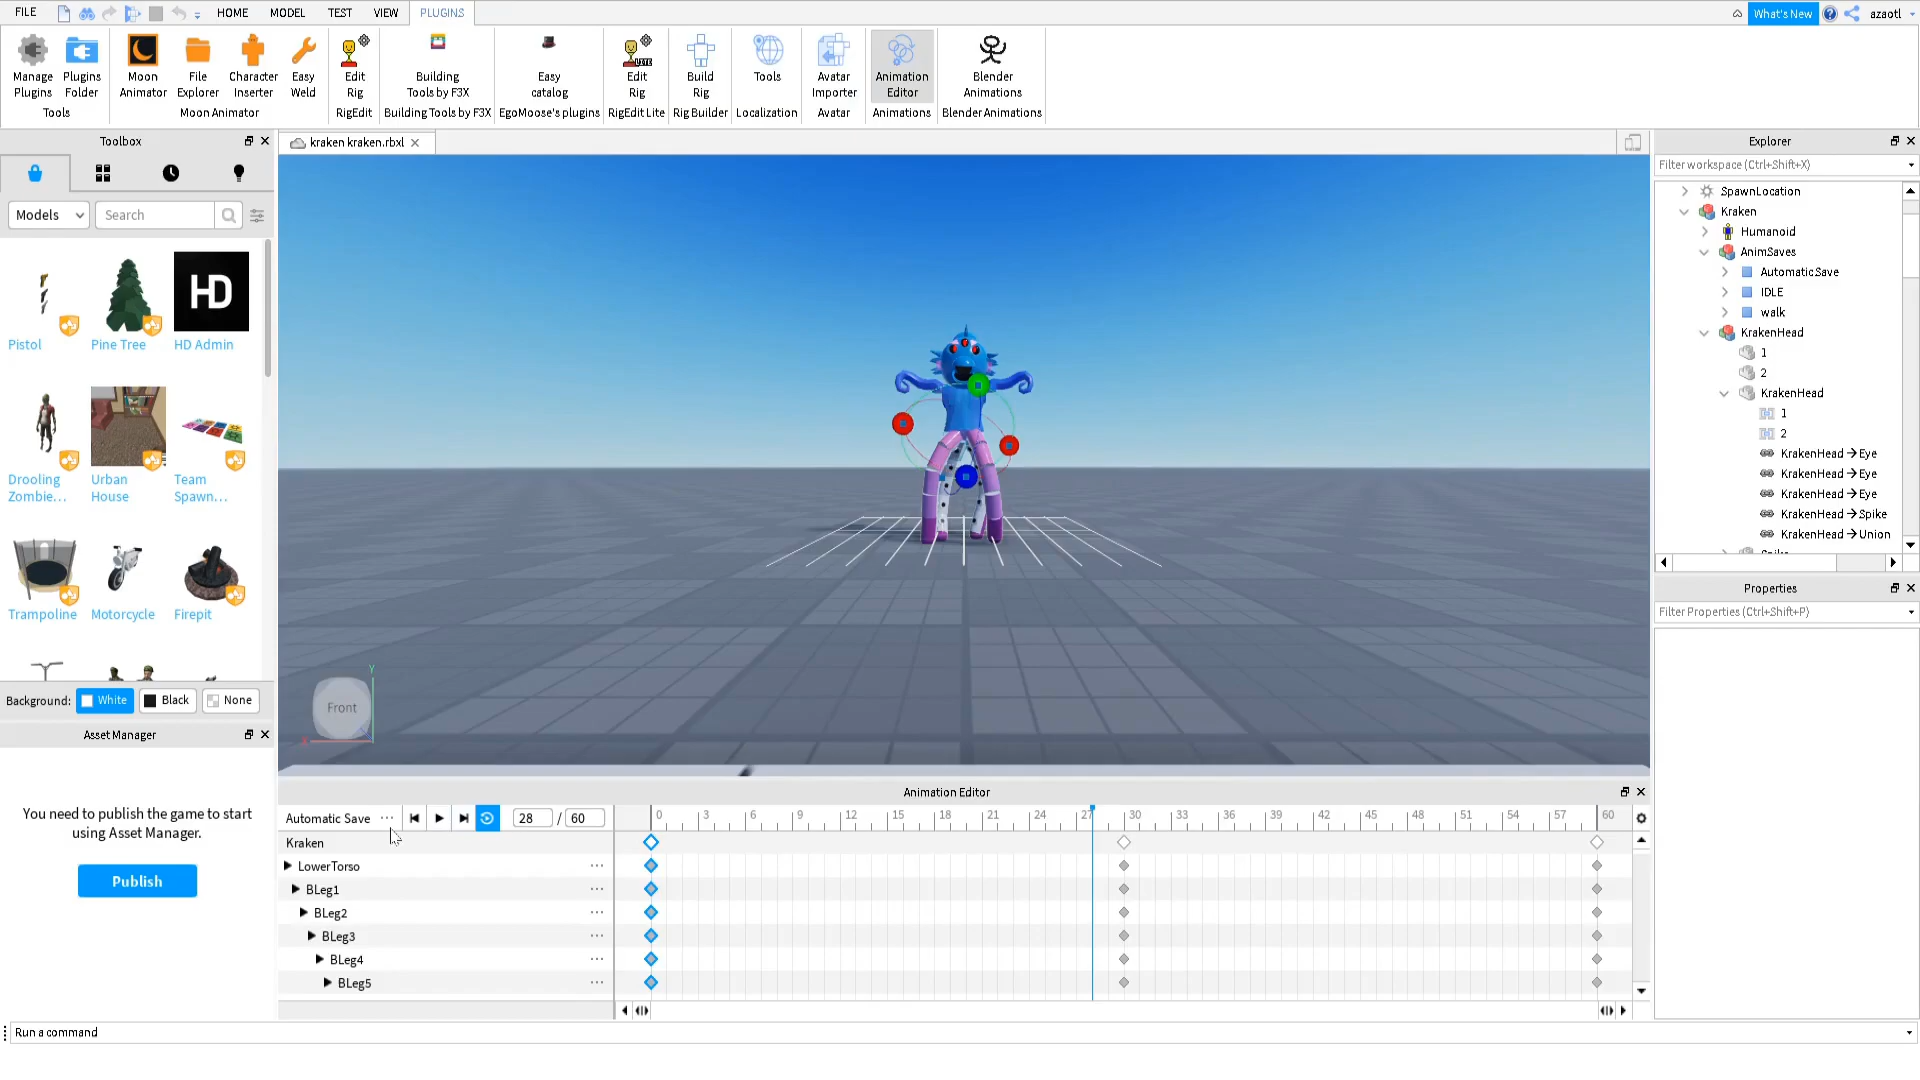 FILE HOME MODEL TEST VIEW PLUGINS What's New ? azaotl
Manage Plugins
Plugins Folder
Tools
Moon Animator
File Explorer
Character Inserter
Easy Weld
Moon Animator
Edit Rig
RigEdit
Building Tools by F3X
Building Tools by F3X
Easy catalog
EgoMoose's plugins
LITE
Edit Rig
RigEdit Lite
Build Rig
Rig Builder
Tools
Localization
Avatar Importer
Avatar
Animation Editor
Animations
Blender Animations
Blender Animations
Toolbox
Models Search
HD
Pistol Pine Tree HD Admin
Drooling Zombie...
Urban House
Team Spawn...
Trampoline Motorcycle Firepit
Background: White Black None
Asset Manager
You need to publish the game to start
using Asset Manager.
Publish
kraken kraken.rbxl
Front
Y
X
Explorer
Filter workspace (Ctrl+Shift+X)
SpawnLocation
Kraken
Humanoid
AnimSaves
Automatic Save
IDLE
walk
KrakenHead
1
2
KrakenHead
1
2
KrakenHead→Eye
KrakenHead→Eye
KrakenHead→Eye
KrakenHead→Spike
KrakenHead→Union
Properties
Filter Properties (Ctrl+Shift+P)
Animation Editor
Automatic Save ··· 28 / 60 0 3 6 9 12 15 18 21 24 27 30 33 36 39 42 45 48 51 54 57 60
Kraken
LowerTorso ···
BLeg1 ···
BLeg2 ···
BLeg3 ···
BLeg4 ···
BLeg5 ···
Run a command